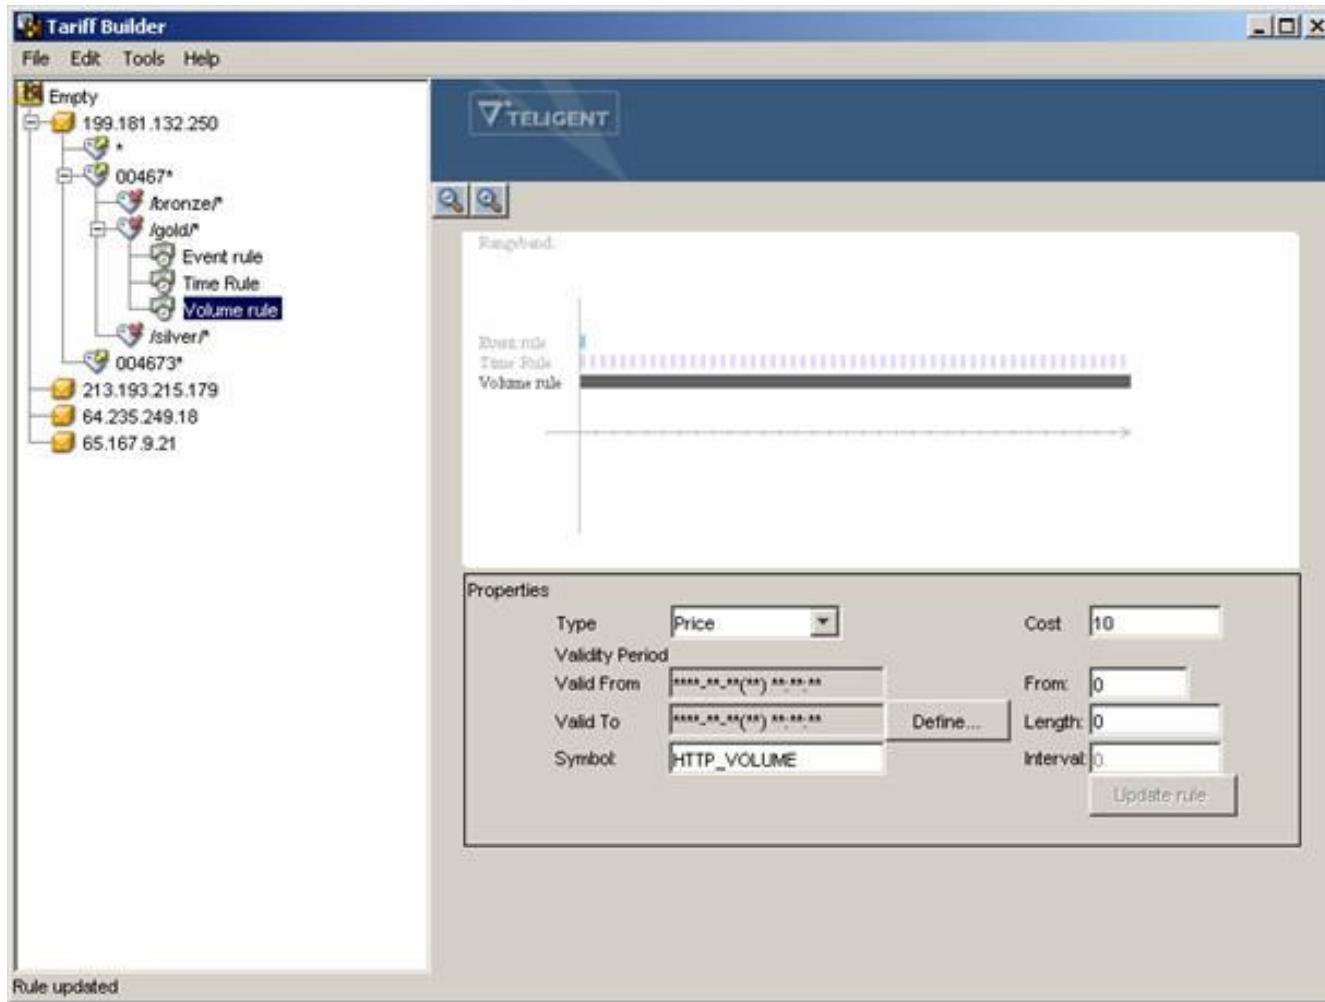 Tariff Builder
File Edit Tools Help
Empty
199.181.132.250
*
00467*
/bronze/*
/gold/*
Event rule
Time Rule
Volume rule
/silver/*
004673*
213.193.215.179
64.235.249.18
65.167.9.21
TELIGENT
Range/band:
Event rule
Time Rule
Volume rule
Properties
Type Price Cost 10
Validity Period
Valid From ****-**-**(**) **:**:** From: 0
Valid To ****-**-**(**) **:**:** Define... Length: 0
Symbol: HTTP_VOLUME Interval: 0
Update rule
Rule updated